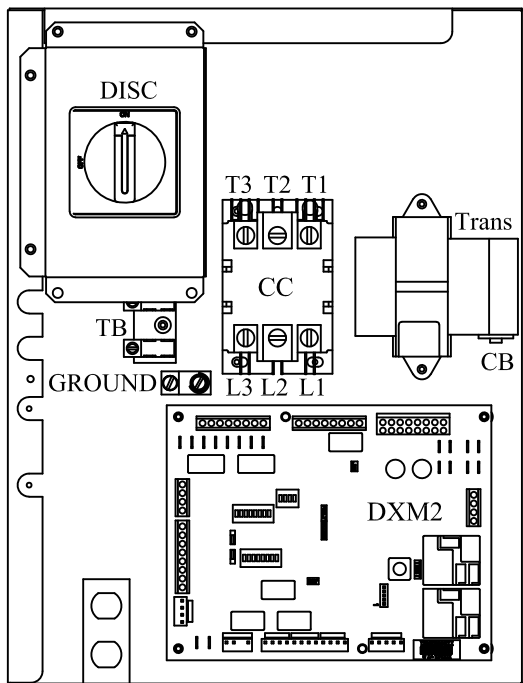 DISC
ON
OFF
T3 T2 T1
Trans
CC
TB
CB
GROUND
L3 L2 L1
DXM2